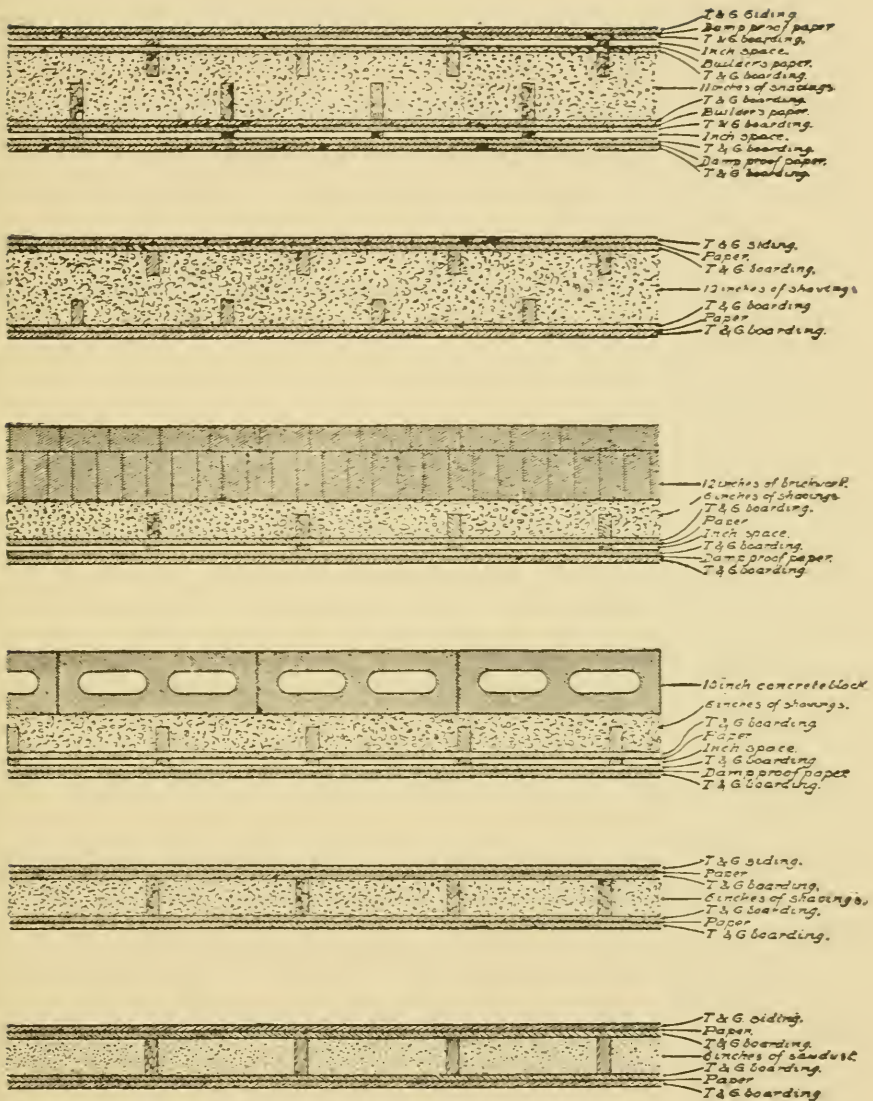 T & G Siding.
Damp proof paper
T & G boarding.
Inch space.
Builders paper.
T & G boarding.
11 inches of shavings
T & G boarding.
Builders paper.
T & G boarding.
Inch space.
T & G boarding.
Damp proof paper.
T & G boarding.
T & G siding.
Paper.
T & G boarding.
12 inches of shavings
T & G boarding
Paper
T & G boarding.
12 inches of brickwork.
6 inches of shavings
T & G boarding.
Paper
Inch space.
T & G boarding.
Damp proof paper.
T & G boarding
10 inch concrete block
6 inches of shavings.
T & G boarding
Paper
Inch space.
T & G boarding
Damp proof paper
T & G boarding.
T & G siding.
Paper
T & G boarding.
6 inches of shavings.
T & G boarding.
Paper
T & G boarding.
T & G siding.
Paper.
T & G boarding.
6 inches of sawdust
T & G boarding.
Paper
T & G boarding